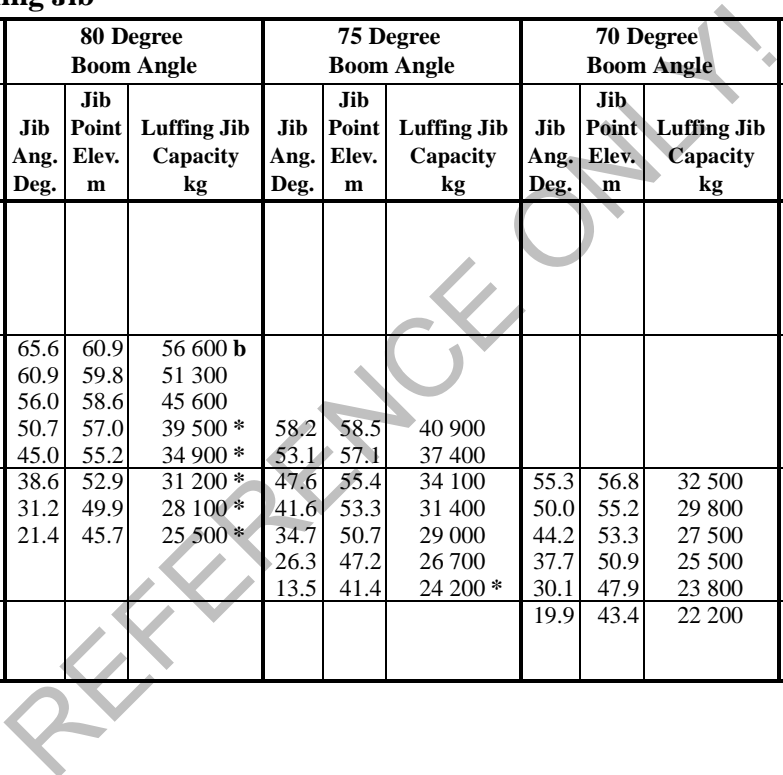 ing Jib
80 Degree Boom Angle 75 Degree Boom Angle 70 Degree Boom Angle
Jib Ang. Deg. Jib Point Elev. m Luffing Jib Capacity kg Jib Ang. Deg. Jib Point Elev. m Luffing Jib Capacity kg Jib Ang. Deg. Jib Point Elev. m Luffing Jib Capacity kg
65.6 60.9 56 600 b
60.9 59.8 51 300
56.0 58.6 45 600
50.7 57.0 39 500 * 58.2 58.5 40 900
45.0 55.2 34 900 * 53.1 57.1 37 400
38.6 52.9 31 200 * 47.6 55.4 34 100 55.3 56.8 32 500
31.2 49.9 28 100 * 41.6 53.3 31 400 50.0 55.2 29 800
21.4 45.7 25 500 * 34.7 50.7 29 000 44.2 53.3 27 500
26.3 47.2 26 700 37.7 50.9 25 500
13.5 41.4 24 200 * 30.1 47.9 23 800
19.9 43.4 22 200
REFERENCE ONLY!